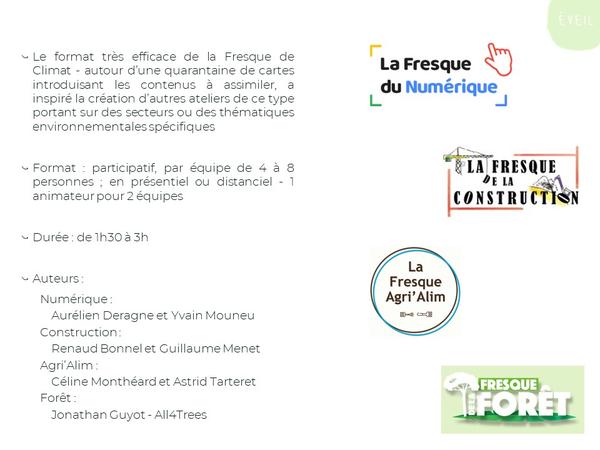 ÉVEIL
Le format très efficace de la Fresque de
Climat - autour d'une quarantaine de cartes
introduisant les contenus à assimiler, a
inspiré la création d'autres ateliers de ce type
portant sur des secteurs ou des thématiques
environnementales spécifiques
Format : participatif, par équipe de 4 à 8
personnes ; en présentiel ou distanciel - 1
animateur pour 2 équipes
Durée : de 1h30 à 3h
Auteurs :
Numérique :
Aurélien Deragne et Yvain Mouneu
Construction :
Renaud Bonnel et Guillaume Menet
Agri'Alim :
Céline Monthéard et Astrid Tarteret
Forêt :
Jonathan Guyot - All4Trees
La Fresque
du Numérique
LA FRESQUE
DE LA
CONSTRUCTION
La
Fresque
Agri'Alim
FRESQUE
FORÊT